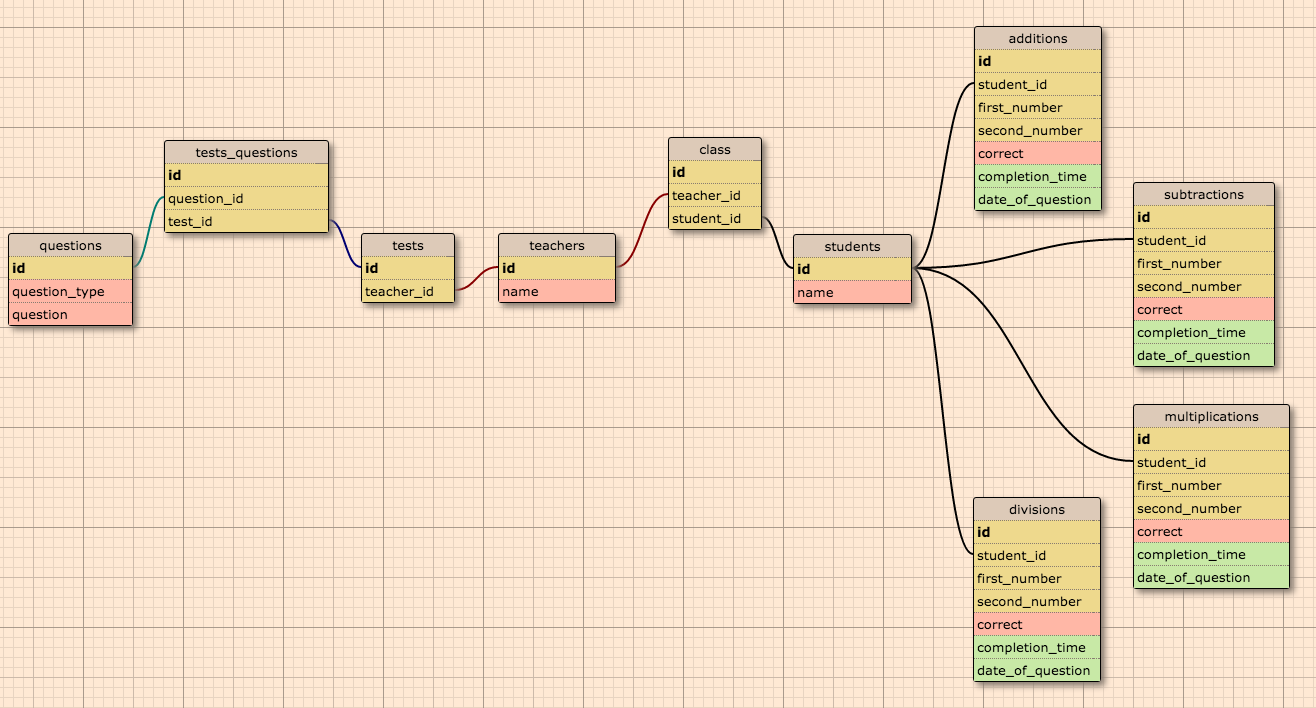 questions
id
question_type
question
tests_questions
id
question_id
test_id
tests
id
teacher_id
teachers
id
name
class
id
teacher_id
student_id
students
id
name
additions
id
student_id
first_number
second_number
correct
completion_time
date_of_question
subtractions
id
student_id
first_number
second_number
correct
completion_time
date_of_question
multiplications
id
student_id
first_number
second_number
correct
completion_time
date_of_question
divisions
id
student_id
first_number
second_number
correct
completion_time
date_of_question